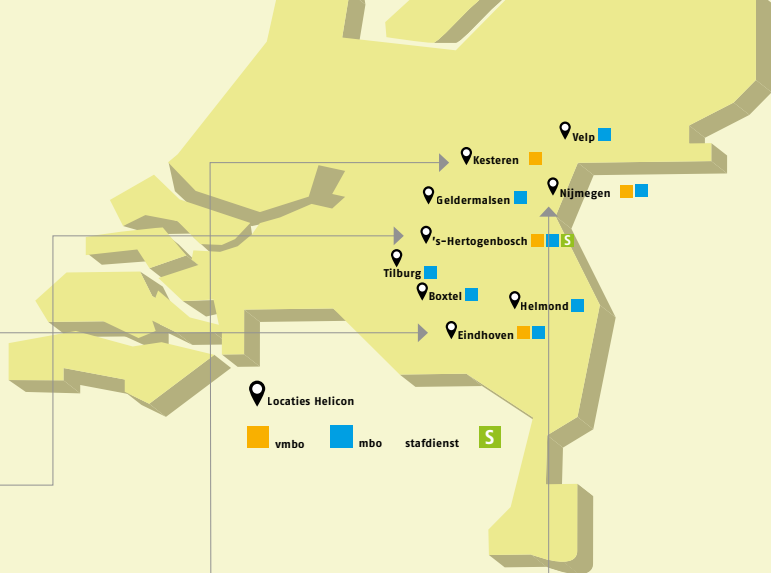 Velp
Kesteren
Nijmegen
Geldermalsen
's-Hertogenbosch S
Tilburg
Boxtel
Helmond
Eindhoven
Locaties Helicon
vmbo mbo stafdienst S